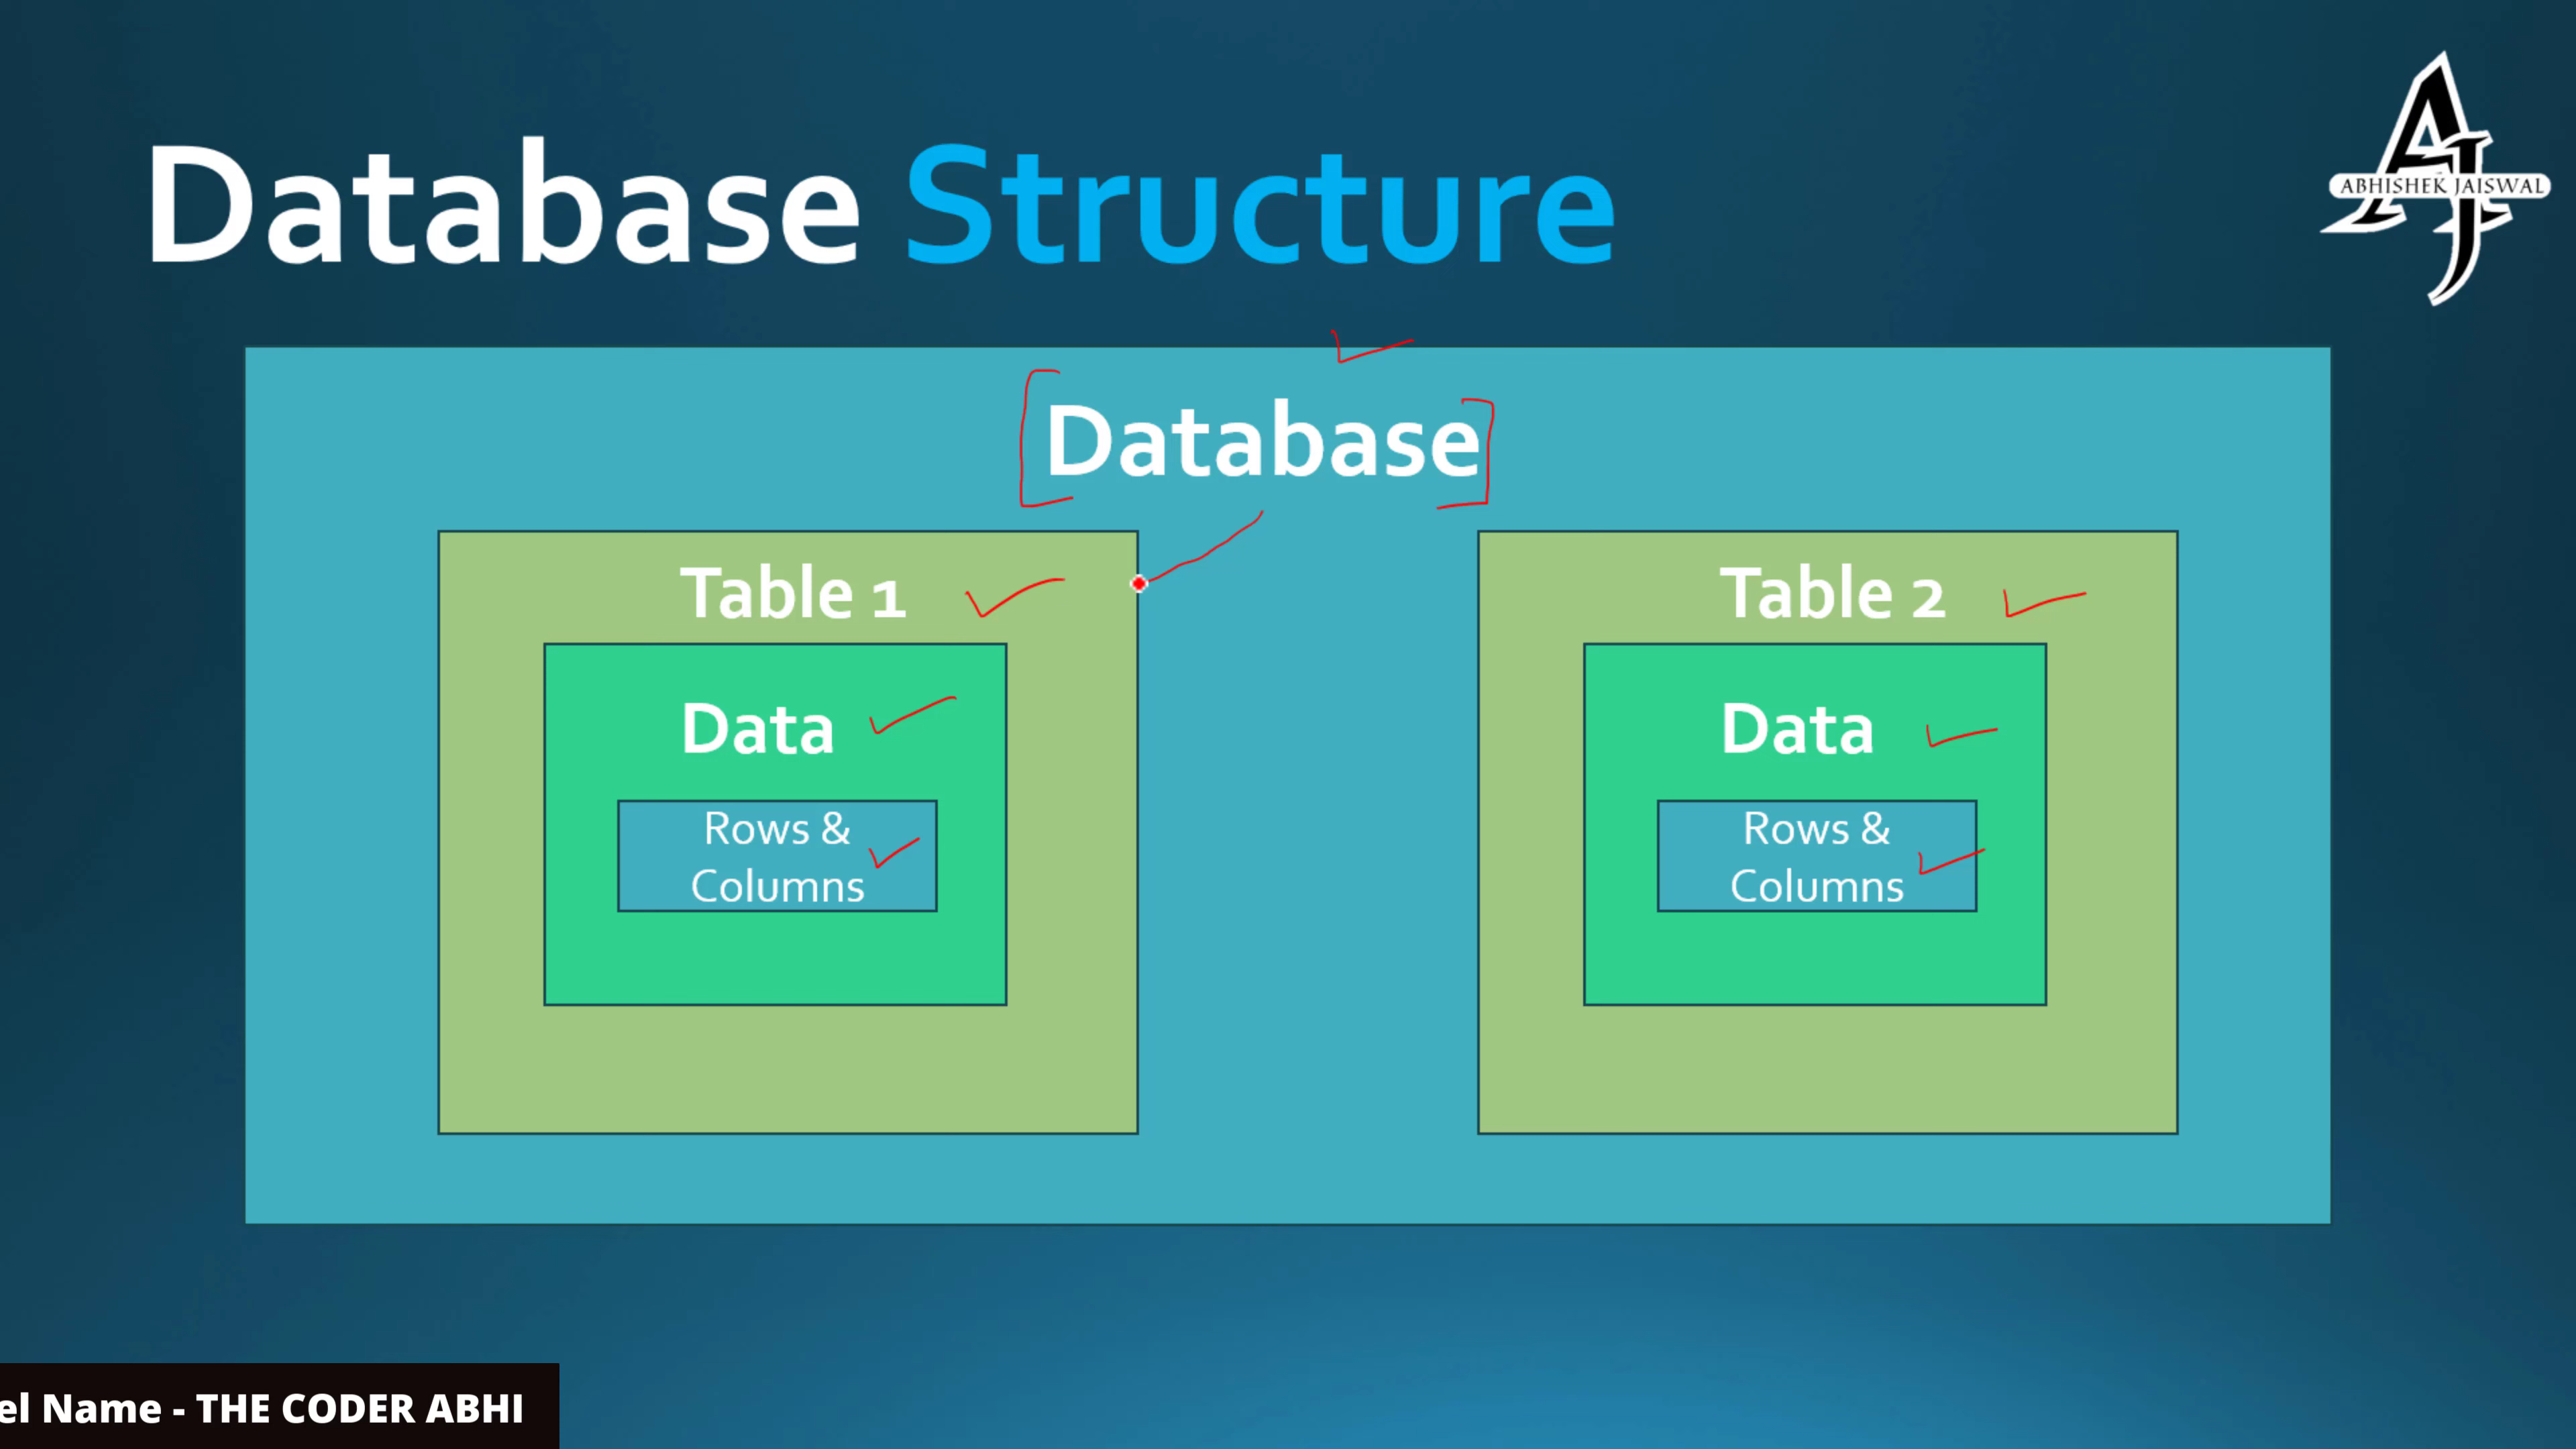 Database Structure
ABHISHEK JAISWAL
Database
Table 1
Data
Rows &
Columns
Table 2
Data
Rows &
Columns
el Name - THE CODER ABHI